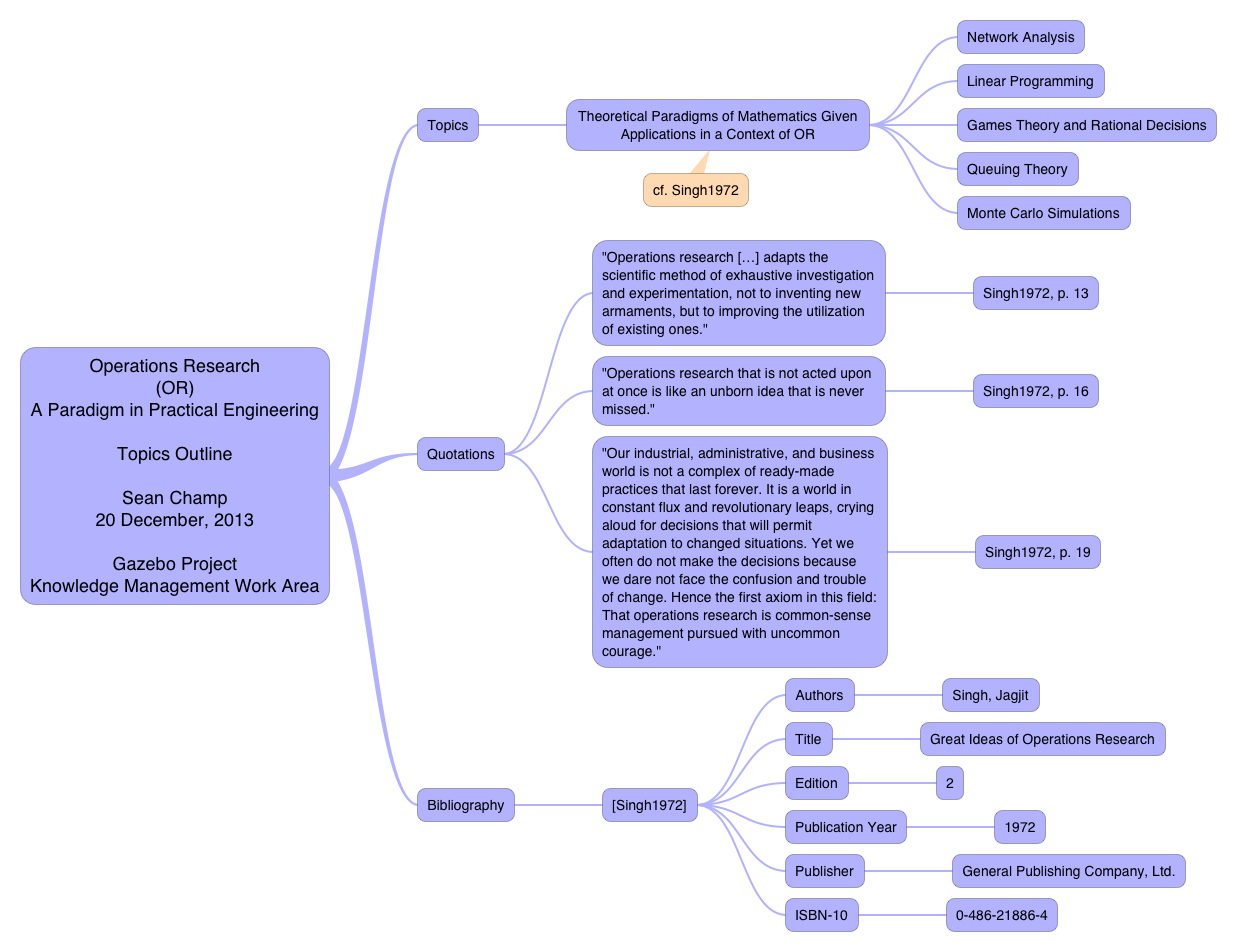 Operations Research
(OR)
A Paradigm in Practical Engineering
Topics Outline
Sean Champ
20 December, 2013
Gazebo Project
Knowledge Management Work Area
Topics
Theoretical Paradigms of Mathematics Given
Applications in a Context of OR
cf. Singh1972
Network Analysis
Linear Programming
Games Theory and Rational Decisions
Queuing Theory
Monte Carlo Simulations
Quotations
"Operations research […] adapts the
scientific method of exhaustive investigation
and experimentation, not to inventing new
armaments, but to improving the utilization
of existing ones."
Singh1972, p. 13
"Operations research that is not acted upon
at once is like an unborn idea that is never
missed."
Singh1972, p. 16
"Our industrial, administrative, and business
world is not a complex of ready-made
practices that last forever. It is a world in
constant flux and revolutionary leaps, crying
aloud for decisions that will permit
adaptation to changed situations. Yet we
often do not make the decisions because
we dare not face the confusion and trouble
of change. Hence the first axiom in this field:
That operations research is common-sense
management pursued with uncommon
courage."
Singh1972, p. 19
Bibliography
[Singh1972]
Authors
Singh, Jagjit
Title
Great Ideas of Operations Research
Edition
2
Publication Year
1972
Publisher
General Publishing Company, Ltd.
ISBN-10
0-486-21886-4